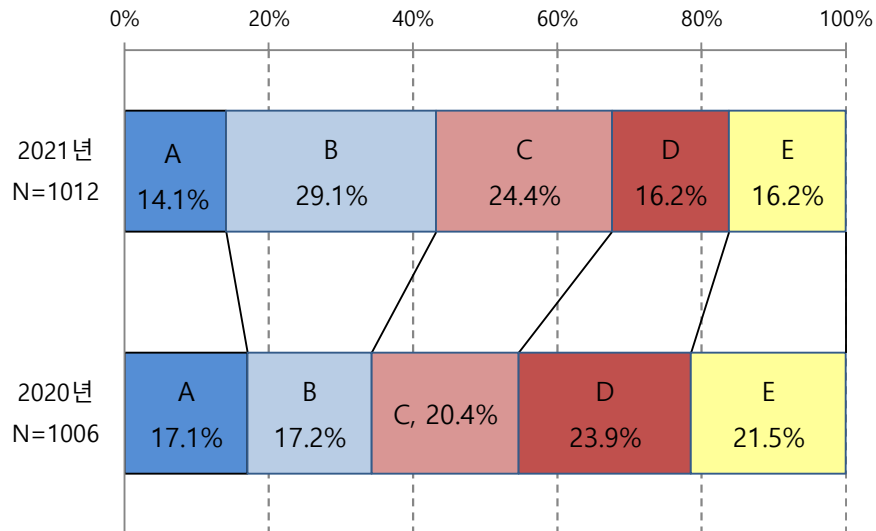 0% 20% 40% 60% 80% 100%
2021년
N=1012
A B C D E
14.1% 29.1% 24.4% 16.2% 16.2%
2020년
N=1006
A B C, 20.4% D E
17.1% 17.2% 23.9% 21.5%